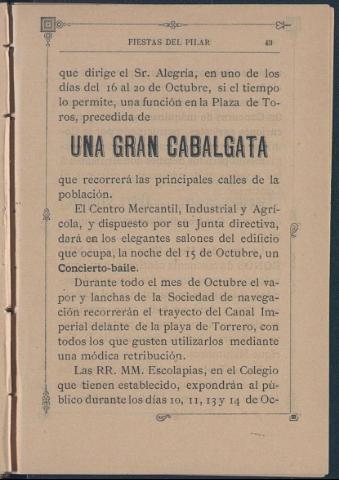 FIESTAS DEL PILAR 43
que dirige el Sr. Alegría, en uno de los
días del 16 al 20 de Octubre, si el tiempo
lo permite, una función en la Plaza de To-
ros, precedida de
UNA GRAN CABALGATA
que recorrerá las principales calles de la
población.
El Centro Mercantil, Industrial y Agrí-
cola, y dispuesto por su Junta directiva,
dará en los elegantes salones del edificio
que ocupa, la noche del 15 de Octubre, un
Concierto-baile.
Durante todo el mes de Octubre el va-
por y lanchas de la Sociedad de navega-
ción recorrerán el trayecto del Canal Im-
perial delante de la playa de Torrero, con
todos los que gusten utilizarlos mediante
una módica retribución.
Las RR. MM. Escolapias, en el Colegio
que tienen establecido, expondrán al pú-
blico durante los días 10, 11, 13 y 14 de Oc-